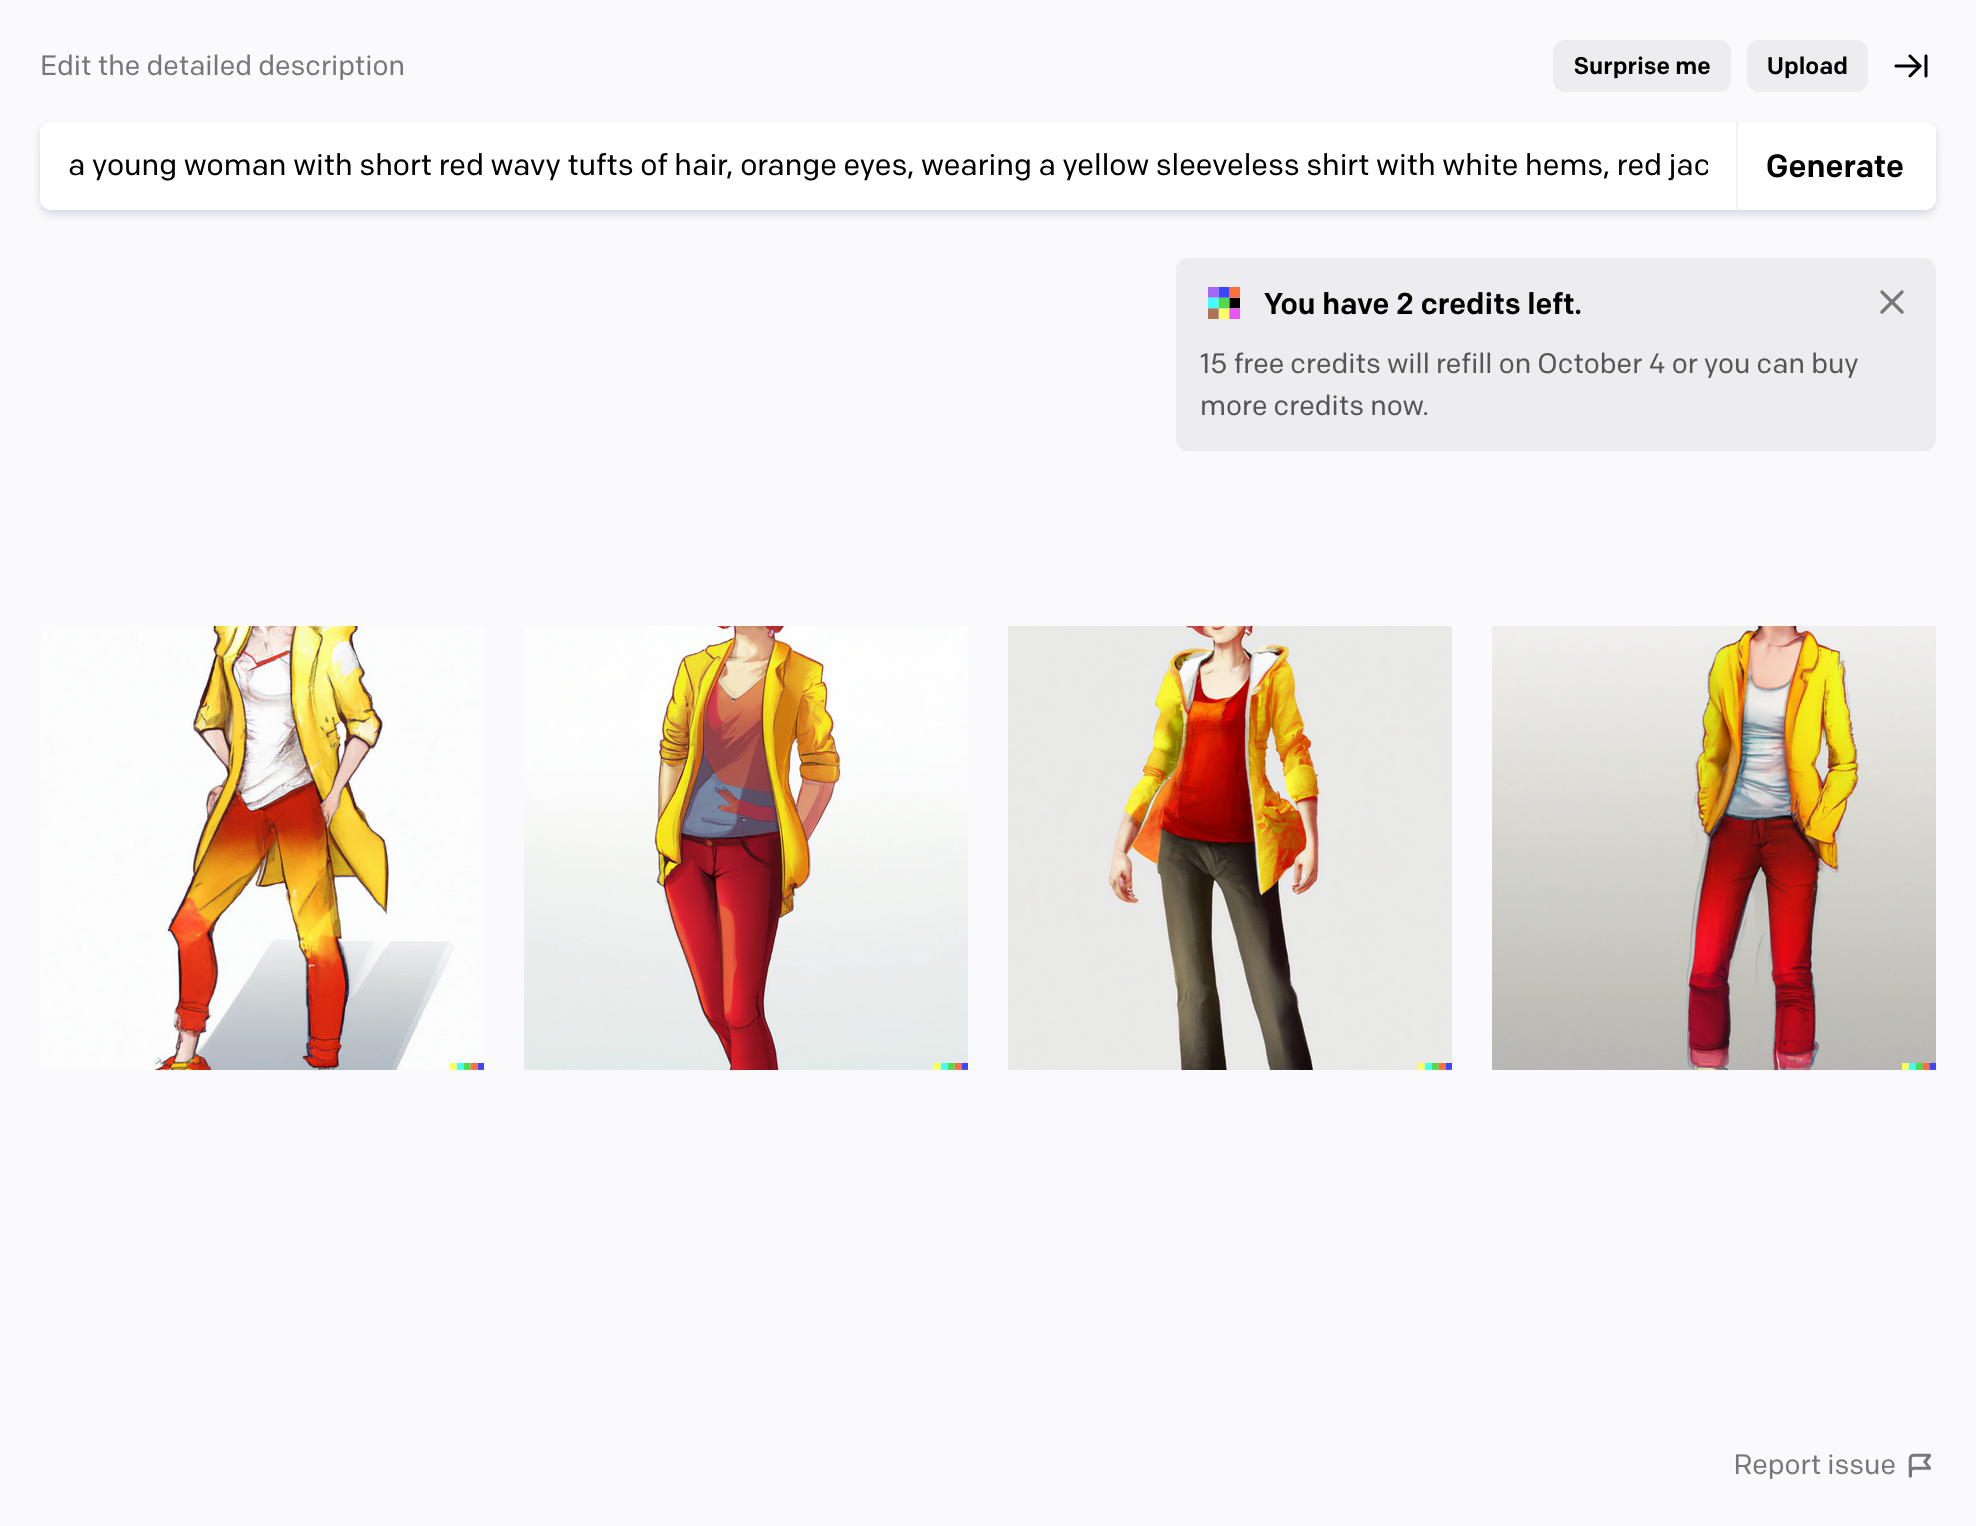 Edit the detailed description
Surprise me
Upload
a young woman with short red wavy tufts of hair, orange eyes, wearing a yellow sleeveless shirt with white hems, red jac
Generate
You have 2 credits left.
15 free credits will refill on October 4 or you can buy
more credits now.
Report issue